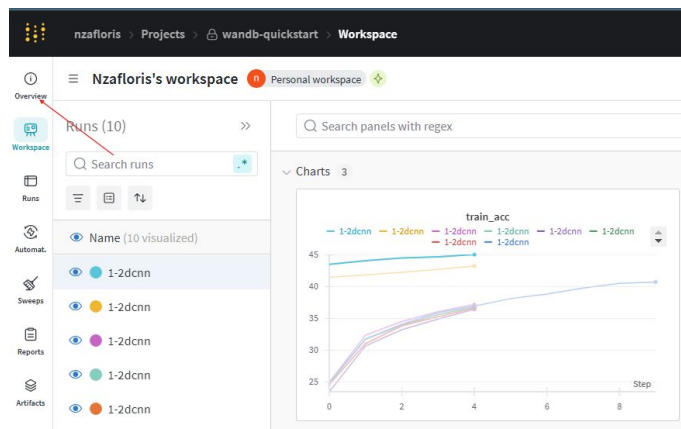 nzafloris > Projects > wandb-quickstart > Workspace
Overview
Nzafloris's workspace n Personal workspace
Workspace
Runs (10) »
Search panels with regex
Search runs .*
Charts 3
Runs
train_acc
1-2dcnn 1-2dcnn 1-2dcnn 1-2dcnn 1-2dcnn 1-2dcnn
1-2dcnn 1-2dcnn
Automat.
Name (10 visualized)
45
1-2dcnn
40
Sweeps
1-2dcnn
35
Reports
1-2dcnn
30
1-2dcnn
25
Step
Artifacts
1-2dcnn
0 2 4 6 8